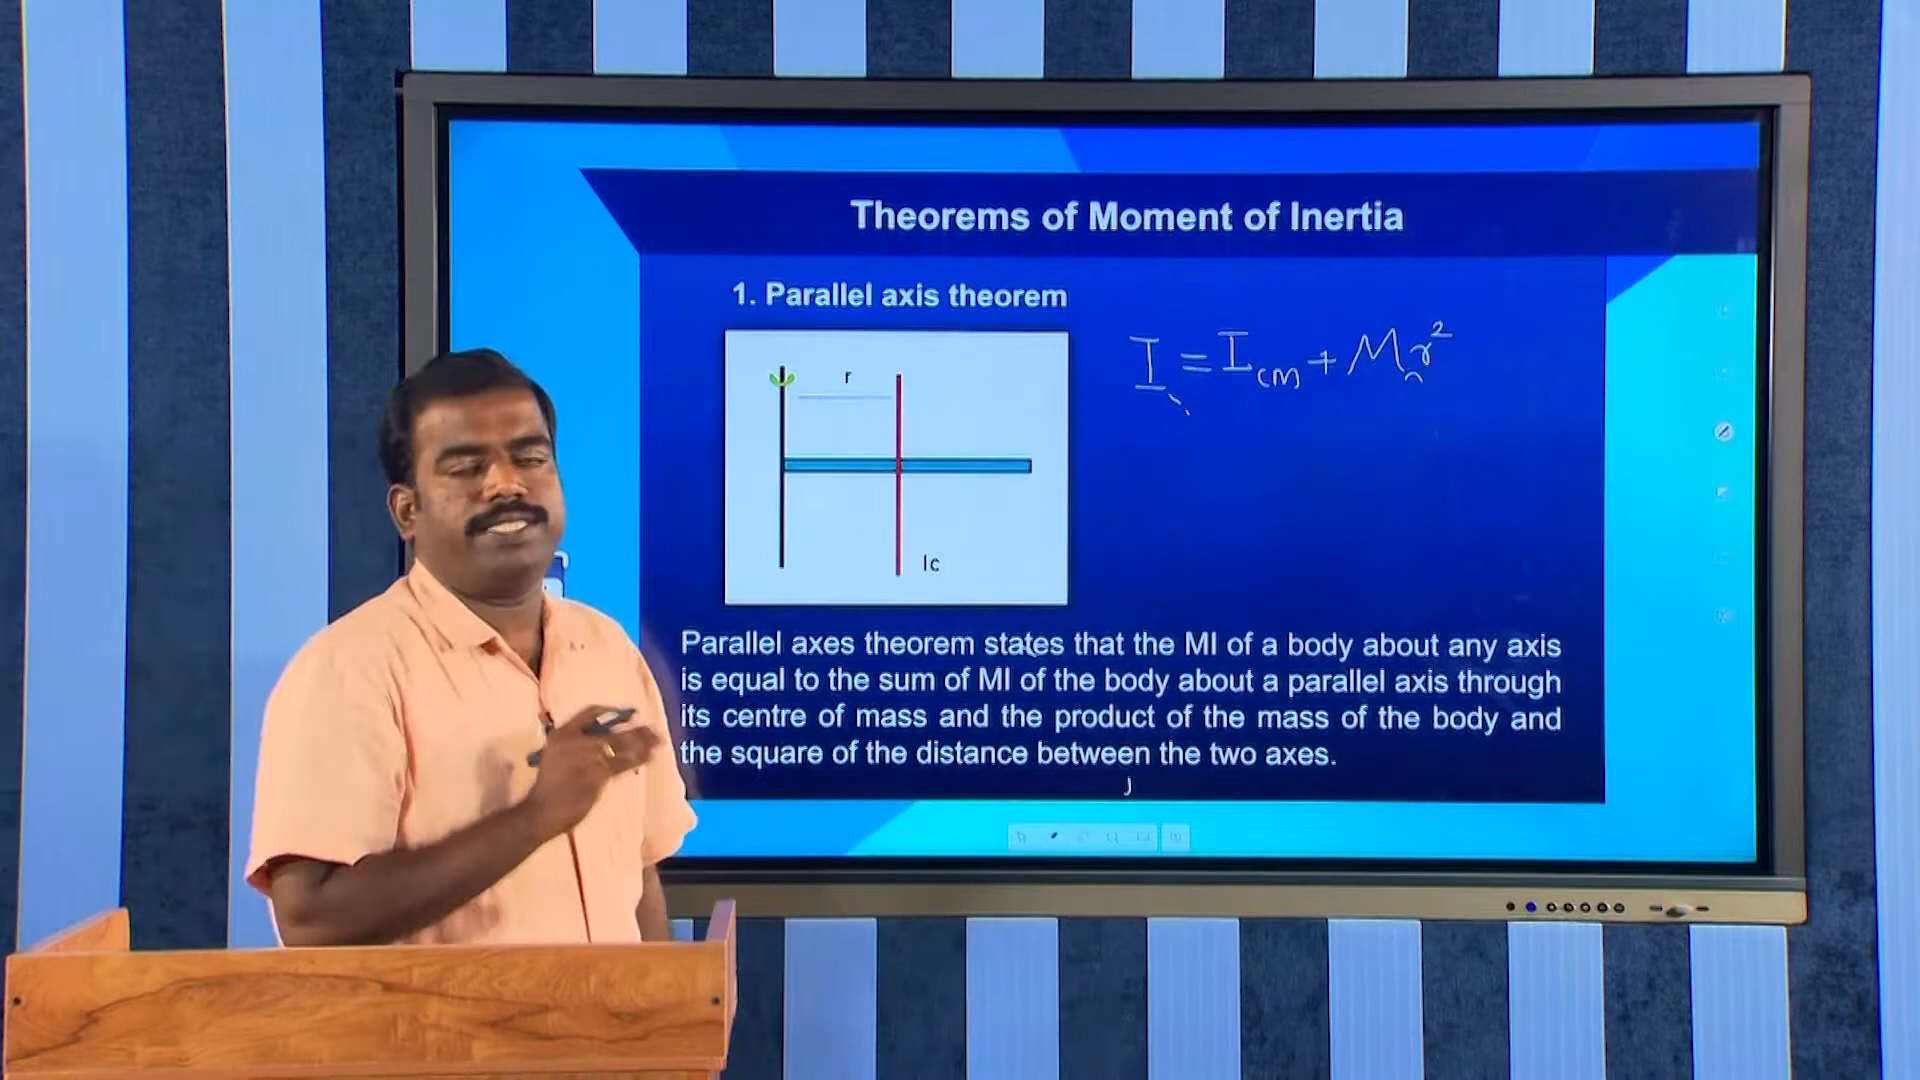 Theorems of Moment of Inertia
1. Parallel axis theorem
I = I_cm + Mr²
r
Ic
Parallel axes theorem states that the MI of a body about any axis
is equal to the sum of MI of the body about a parallel axis through
its centre of mass and the product of the mass of the body and
the square of the distance between the two axes.